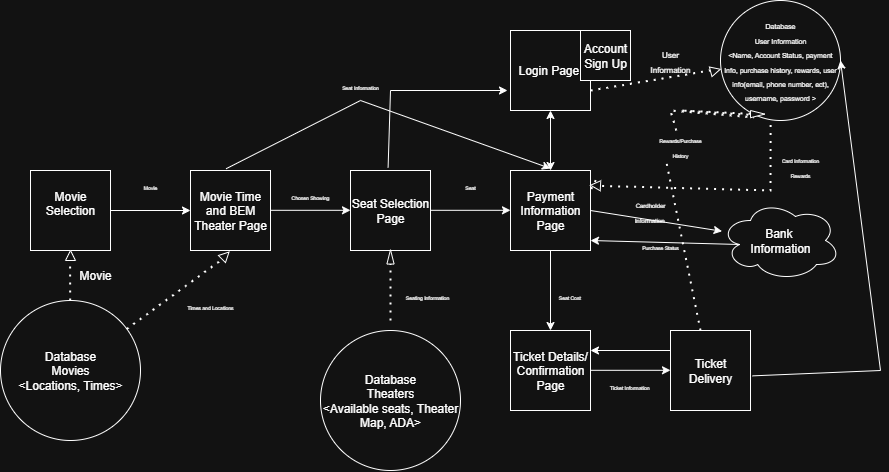 Database
User Information
<Name, Account Status, payment
Info, purchase history, rewards, user
info(email, phone number, ect),
username, password >
Account
Sign Up
Login Page
User
Information
Seat Information
Rewards/Purchase
History
Card Information
Rewards
Movie
Selection
Movie
Movie Time
and BEM
Theater Page
Chosen Showing
Seat Selection
Page
Seat
Payment
Information
Page
Cardholder
Information
Purchase Status
Bank
Information
Movie
Times and Locations
Seating Information
Seat Cost
Database
Movies
<Locations, Times>
Database
Theaters
<Available seats, Theater
Map, ADA>
Ticket Details/
Confirmation
Page
Ticket Information
Ticket
Delivery